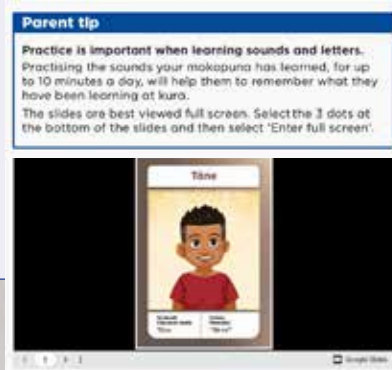 Parent tip
Practice is important when learning sounds and letters.
Practising the sounds your mokopuna has learned, for up
to 10 minutes a day, will help them to remember what they
have been learning at kura.
The slides are best viewed full screen. Select the 3 dots at
the bottom of the slides and then select 'Enter full screen'.
Tāne
Google Slides